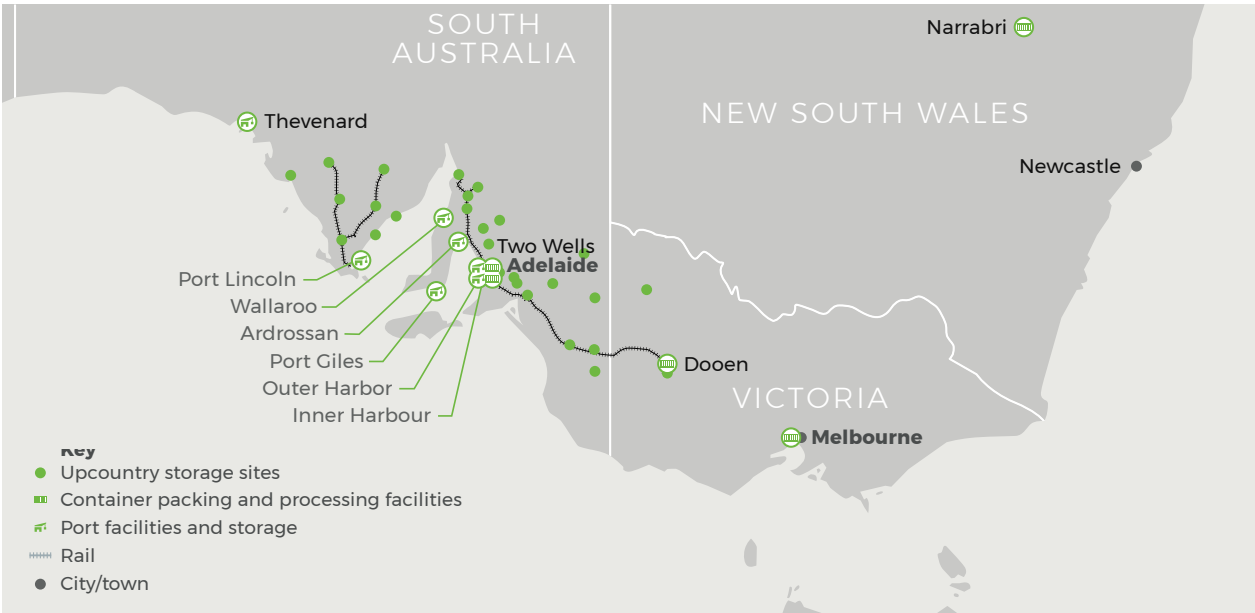 SOUTH
AUSTRALIA
Narrabri
NEW SOUTH WALES
Thevenard
Newcastle
Two Wells
Adelaide
Port Lincoln
Wallaroo
Ardrossan
Port Giles
Outer Harbor
Inner Harbour
Dooen
VICTORIA
Melbourne
Key
Upcountry storage sites
Container packing and processing facilities
Port facilities and storage
Rail
City/town